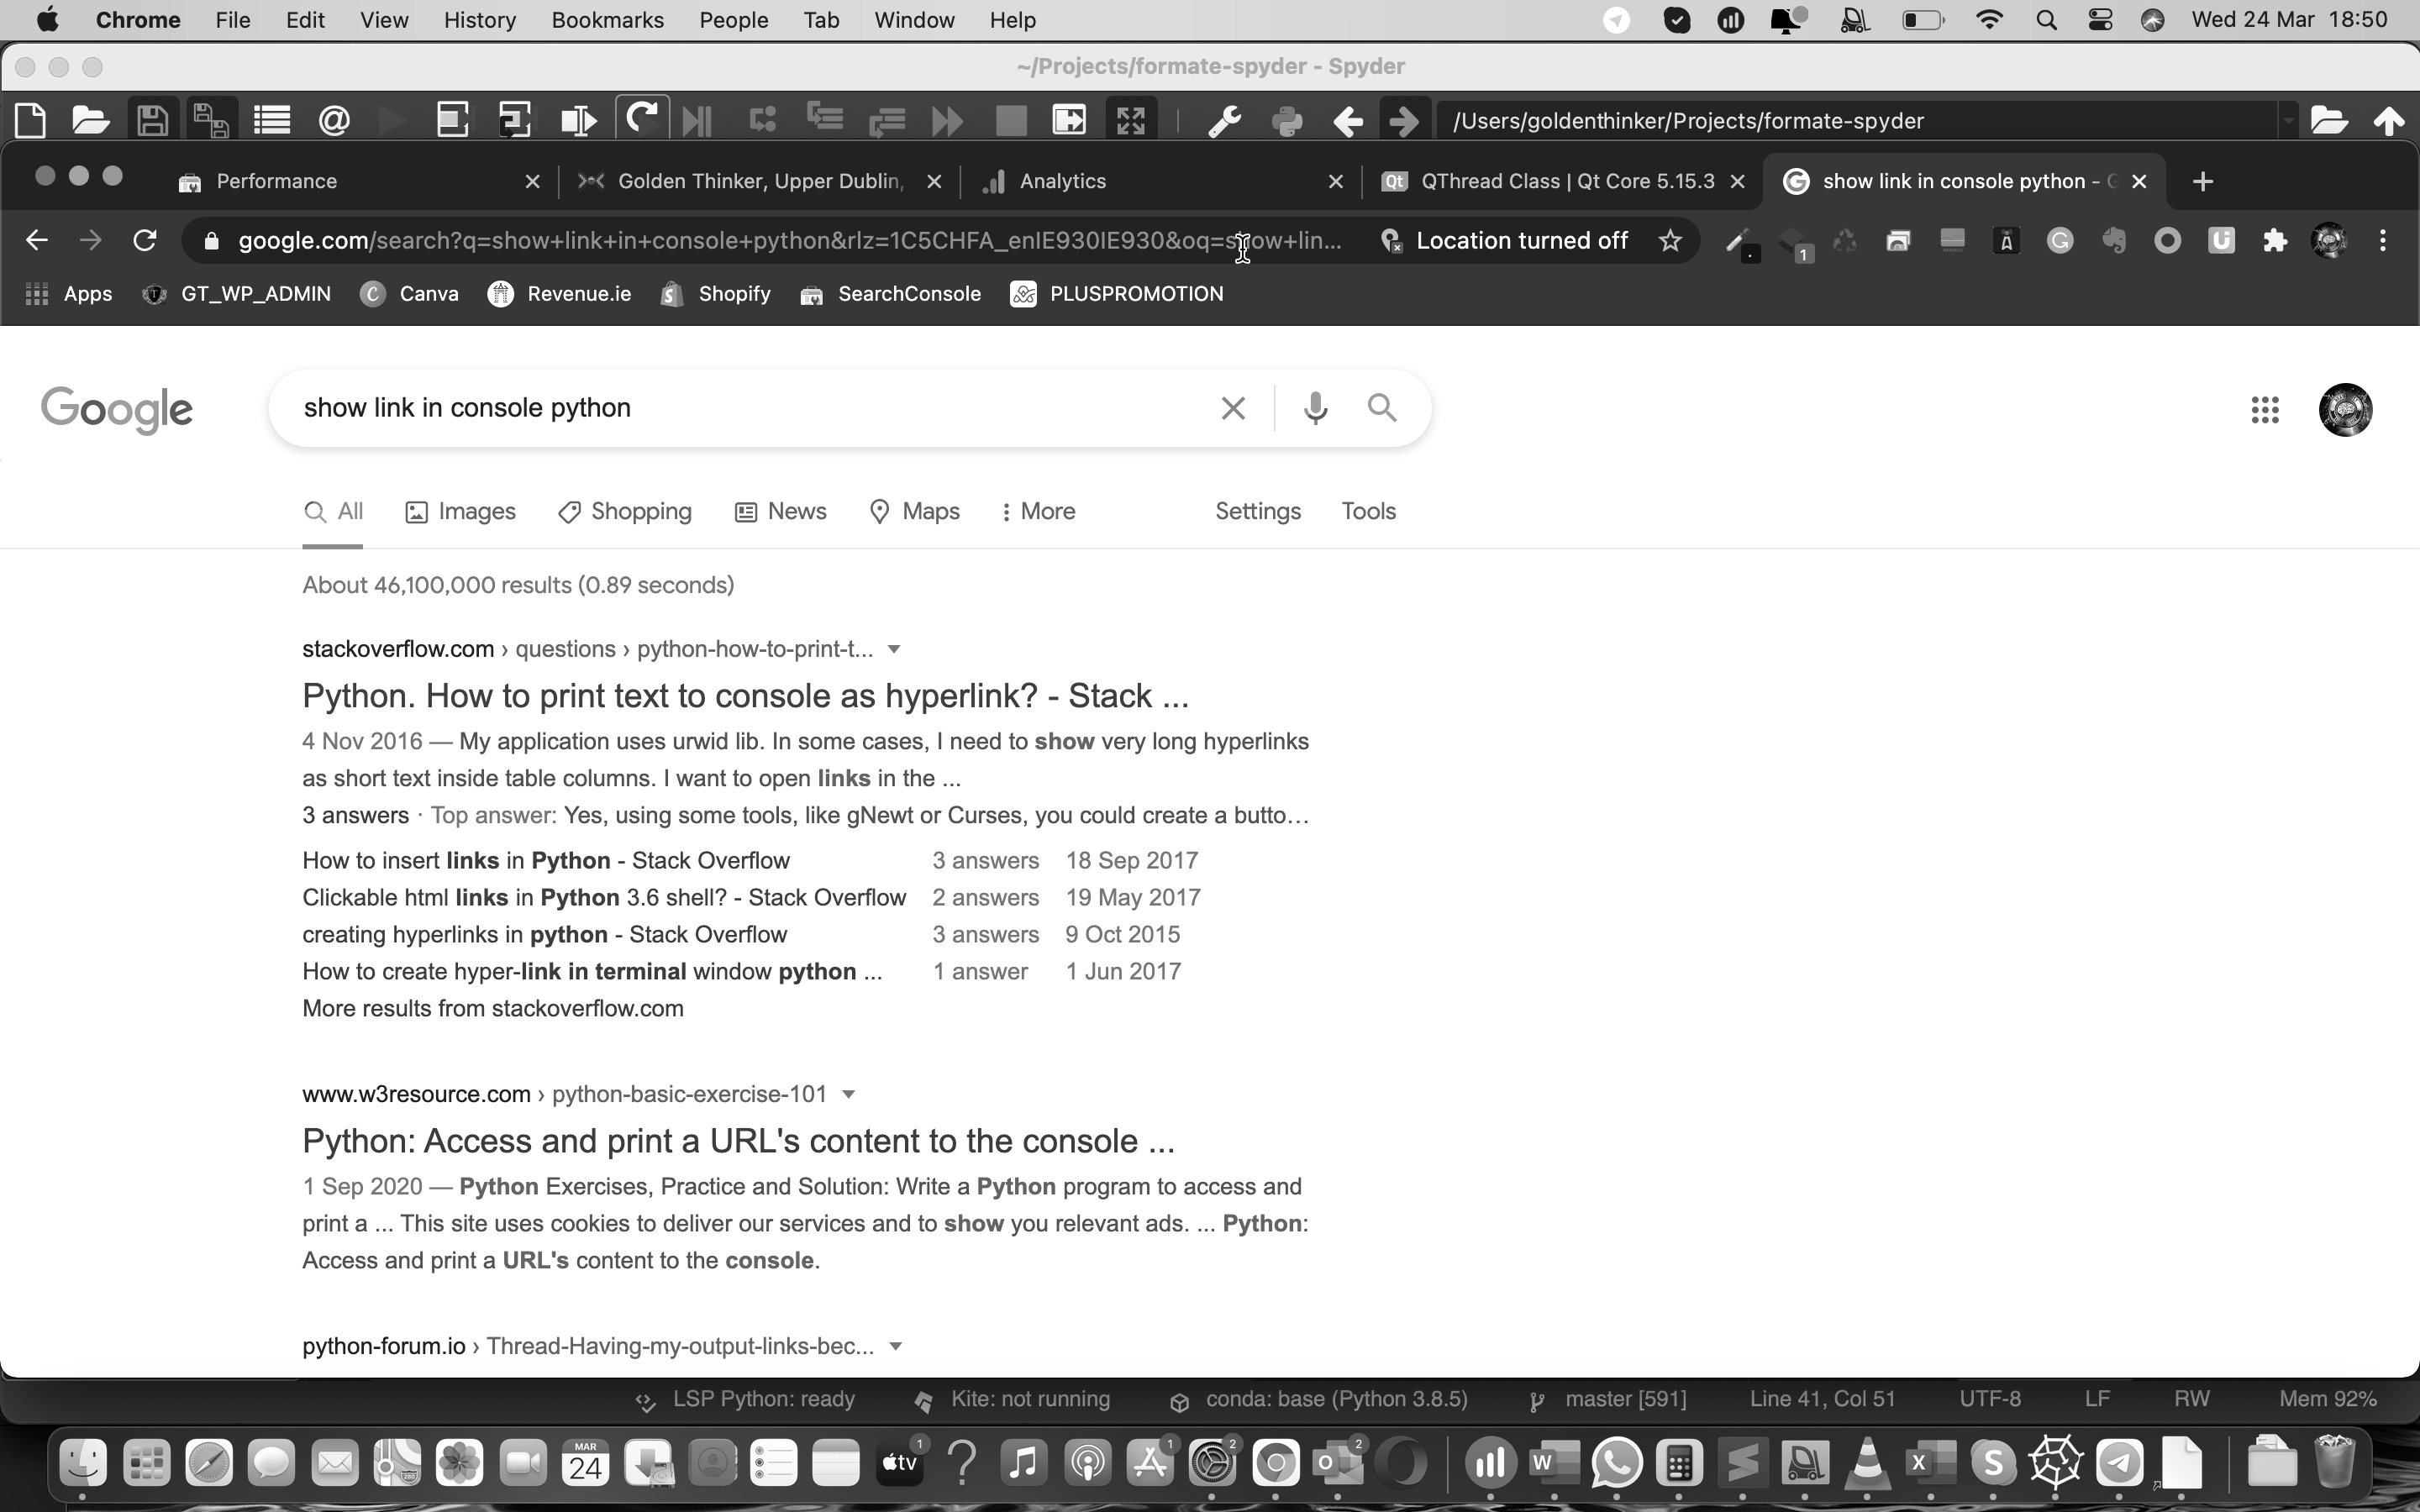 Chrome File Edit View History Bookmarks People Tab Window Help Wed 24 Mar 18:50
~/Projects/formate-spyder - Spyder
/Users/goldenthinker/Projects/formate-spyder
Performance Golden Thinker, Upper Dublin, Analytics Qt QThread Class | Qt Core 5.15.3 show link in console python -
google.com/search?q=show+link+in+console+python&rlz=1C5CHFA_enIE930IE930&oq=show+lin... Location turned off 1
Apps GT_WP_ADMIN Canva Revenue.ie Shopify SearchConsole PLUSPROMOTION
Google show link in console python
All Images Shopping News Maps More Settings Tools
About 46,100,000 results (0.89 seconds)
stackoverflow.com › questions › python-how-to-print-t...
Python. How to print text to console as hyperlink? - Stack ...
4 Nov 2016 — My application uses urwid lib. In some cases, I need to show very long hyperlinks
as short text inside table columns. I want to open links in the ...
3 answers · Top answer: Yes, using some tools, like gNewt or Curses, you could create a butto...
How to insert links in Python - Stack Overflow 3 answers 18 Sep 2017
Clickable html links in Python 3.6 shell? - Stack Overflow 2 answers 19 May 2017
creating hyperlinks in python - Stack Overflow 3 answers 9 Oct 2015
How to create hyper-link in terminal window python ... 1 answer 1 Jun 2017
More results from stackoverflow.com
www.w3resource.com › python-basic-exercise-101
Python: Access and print a URL's content to the console ...
1 Sep 2020 — Python Exercises, Practice and Solution: Write a Python program to access and
print a ... This site uses cookies to deliver our services and to show you relevant ads. ... Python:
Access and print a URL's content to the console.
python-forum.io › Thread-Having-my-output-links-bec...
LSP Python: ready Kite: not running conda: base (Python 3.8.5) master [591] Line 41, Col 51 UTF-8 LF RW Mem 92%
MAR 24 tv 1 1 2 2 W X S